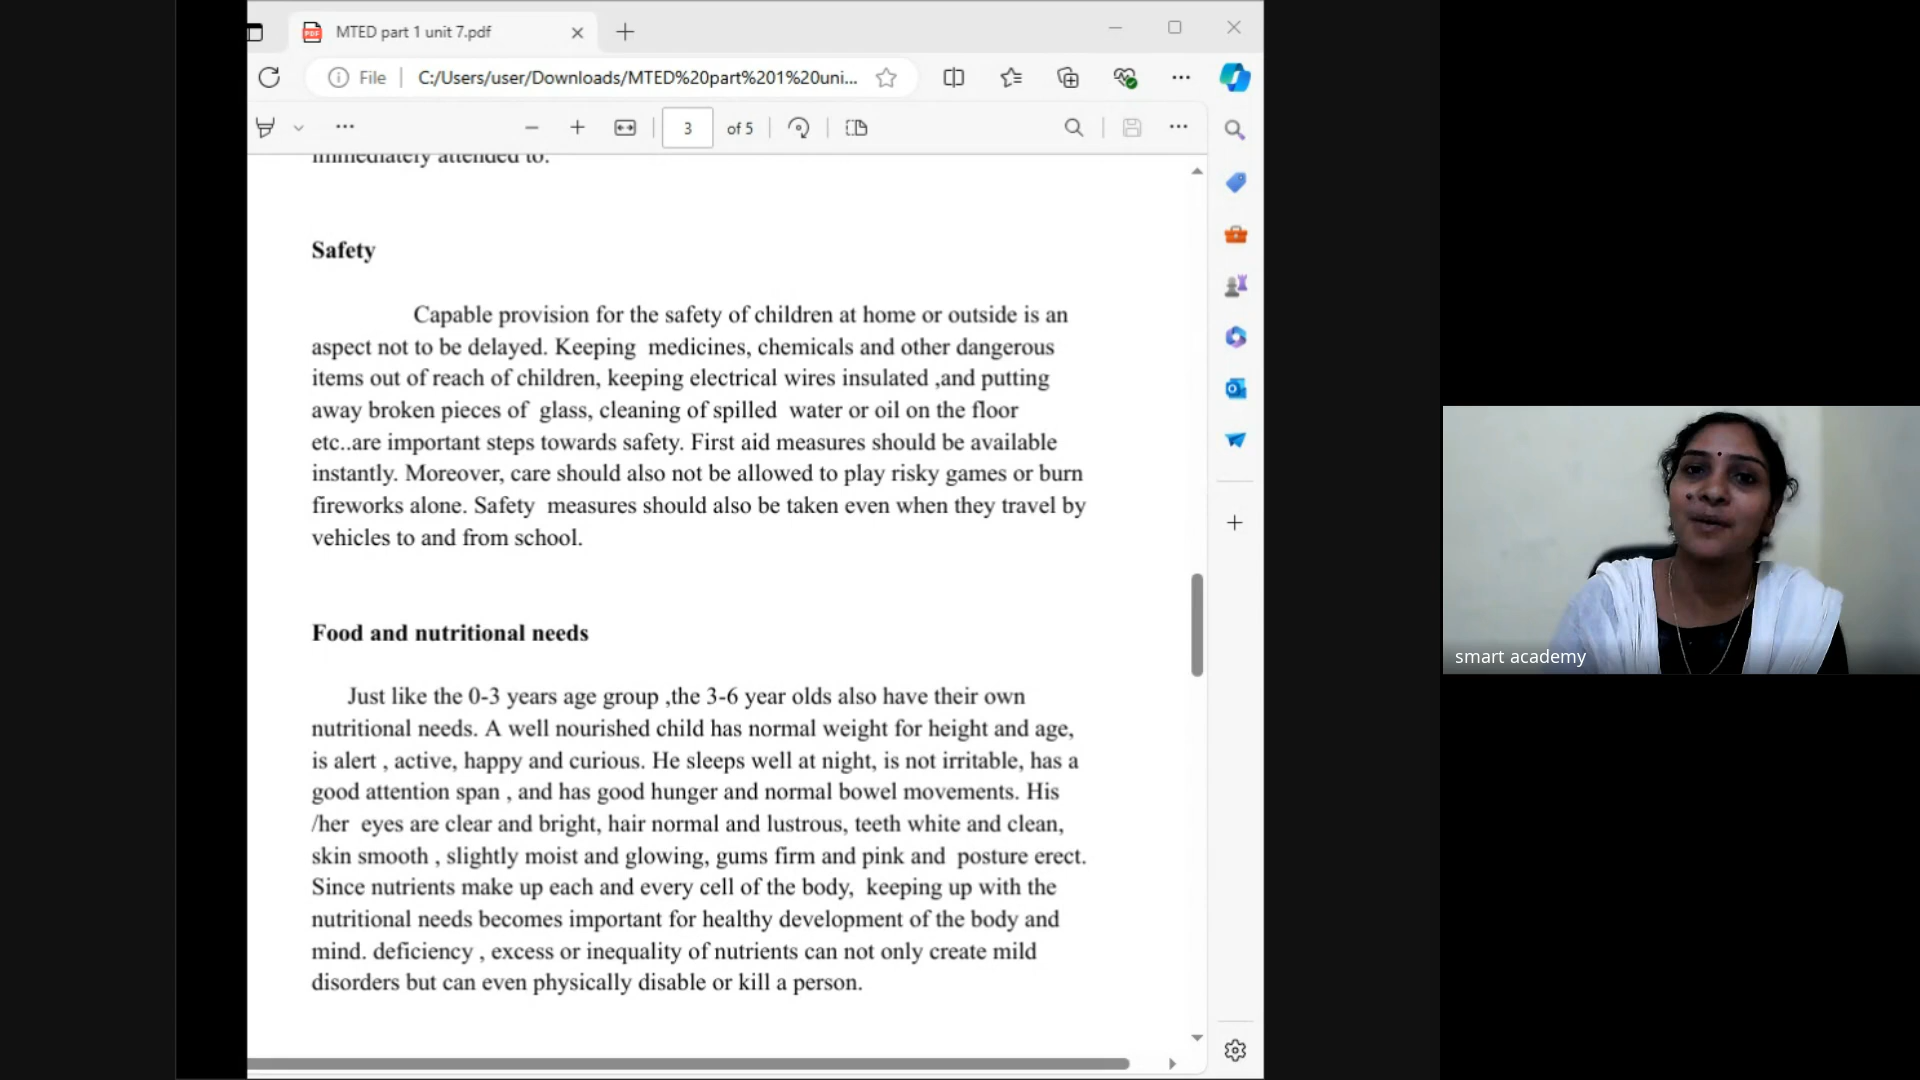 MTED part 1 unit 7.pdf
File
C:/Users/user/Downloads/MTED%20part%201%20uni...
3 of 5
immediately attended to.
Safety
Capable provision for the safety of children at home or outside is an
aspect not to be delayed. Keeping  medicines, chemicals and other dangerous
items out of reach of children, keeping electrical wires insulated ,and putting
away broken pieces of  glass, cleaning of spilled  water or oil on the floor
etc..are important steps towards safety. First aid measures should be available
instantly. Moreover, care should also not be allowed to play risky games or burn
fireworks alone. Safety  measures should also be taken even when they travel by
vehicles to and from school.
Food and nutritional needs
Just like the 0-3 years age group ,the 3-6 year olds also have their own
nutritional needs. A well nourished child has normal weight for height and age,
is alert , active, happy and curious. He sleeps well at night, is not irritable, has a
good attention span , and has good hunger and normal bowel movements. His
/her  eyes are clear and bright, hair normal and lustrous, teeth white and clean,
skin smooth , slightly moist and glowing, gums firm and pink and  posture erect.
Since nutrients make up each and every cell of the body,  keeping up with the
nutritional needs becomes important for healthy development of the body and
mind. deficiency , excess or inequality of nutrients can not only create mild
disorders but can even physically disable or kill a person.
smart academy